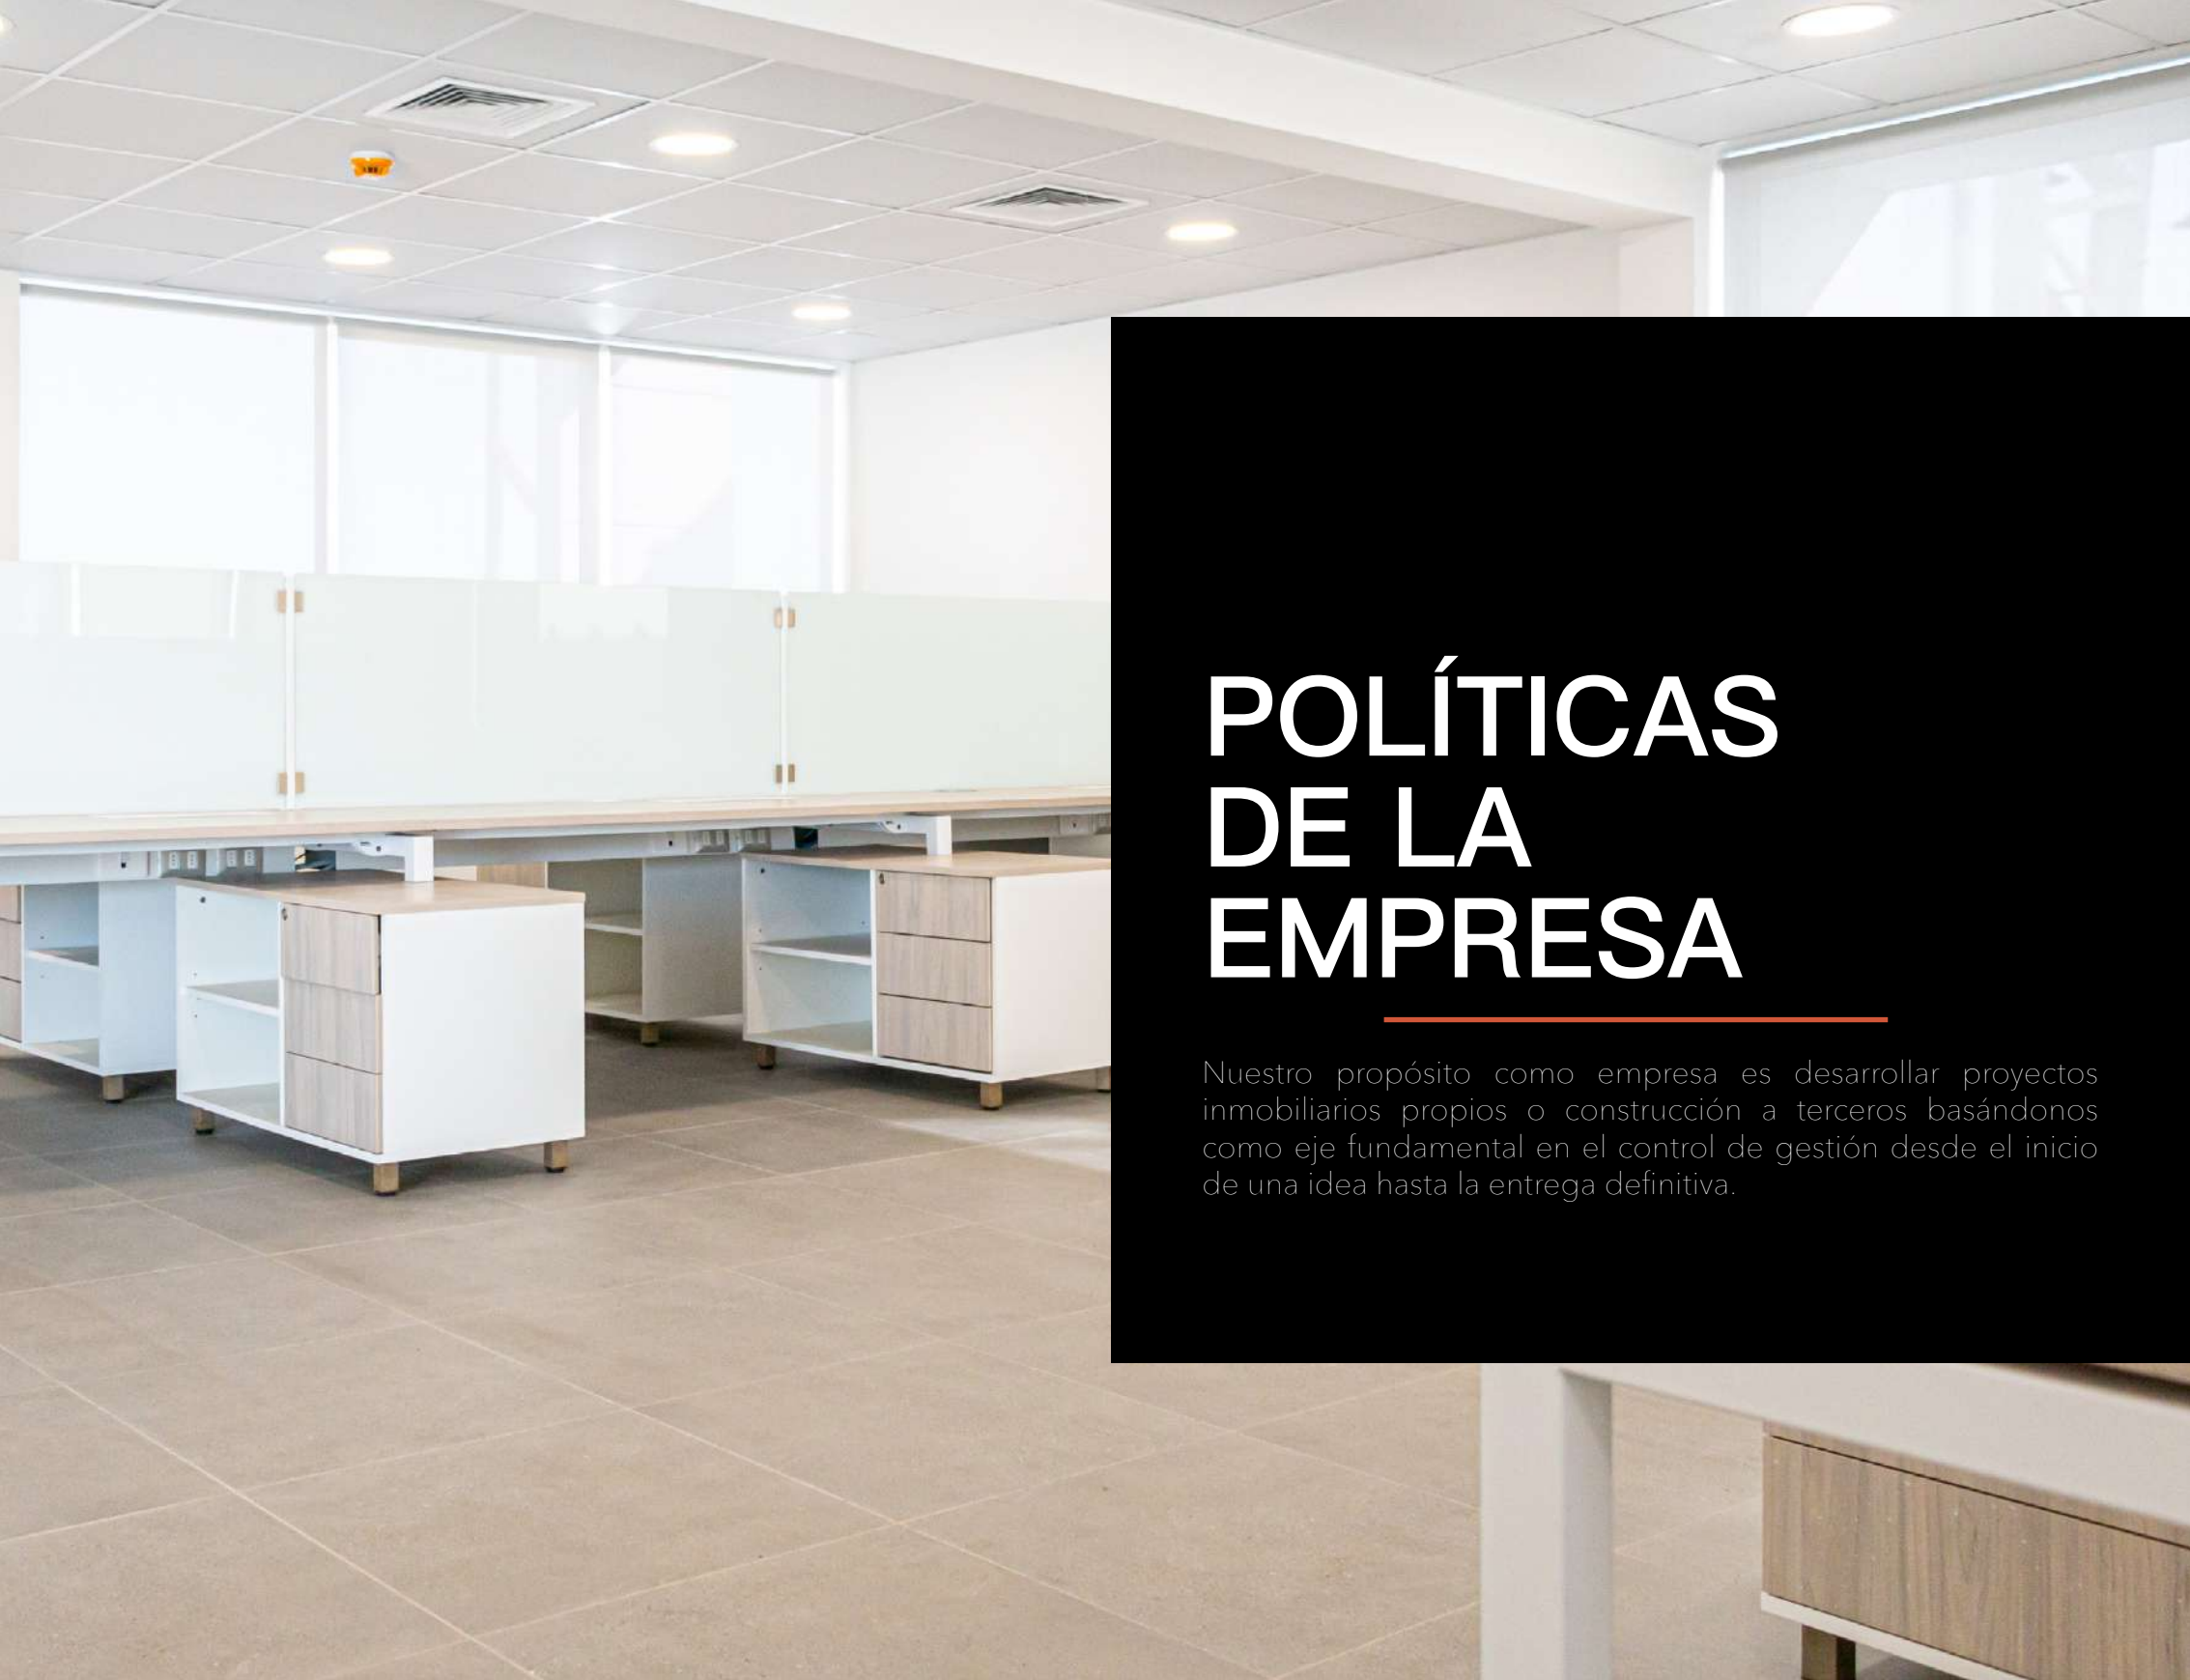 POLÍTICAS
DE LA
EMPRESA
Nuestro propósito como empresa es desarrollar proyectos
inmobiliarios propios o construcción a terceros basándonos
como eje fundamental en el control de gestión desde el inicio
de una idea hasta la entrega definitiva.